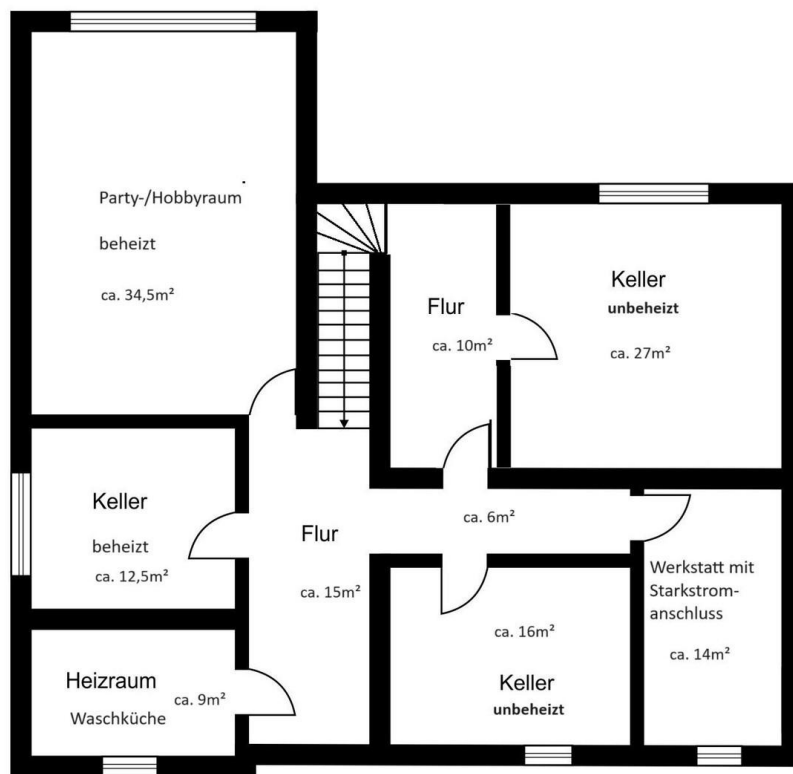 Party-/Hobbyraum
beheizt
ca. 34,5m²
Flur
ca. 10m²
Keller
unbeheizt
ca. 27m²
Keller
beheizt
ca. 12,5m²
Flur
ca. 15m²
ca. 6m²
Werkstatt mit
Starkstrom-
anschluss
ca. 14m²
ca. 16m²
Keller
unbeheizt
Heizraum
ca. 9m²
Waschküche